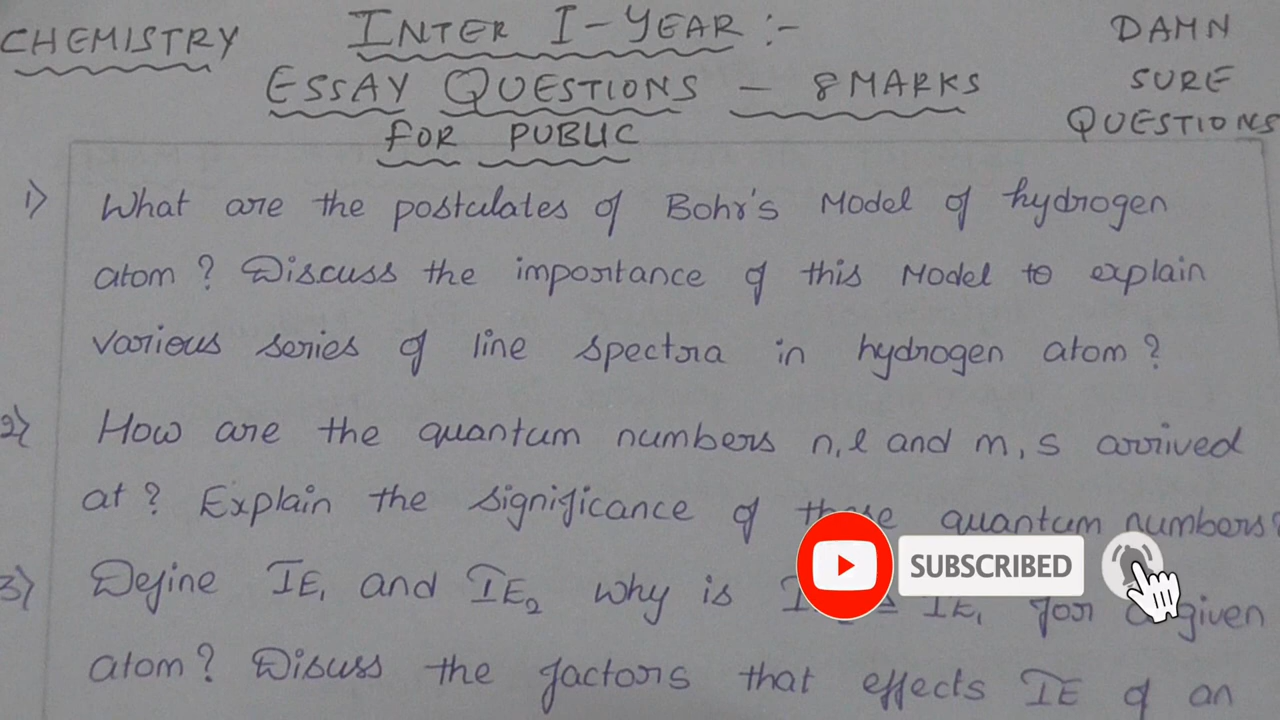 CHEMISTRY
INTER I-YEAR :-
DAMN
SURE
QUESTIONS
ESSAY QUESTIONS - 8 MARKS
FOR PUBLIC
1) What are the postulates of Bohr's Model of hydrogen
atom? Discuss the importance of this Model to explain
various series of line spectra in hydrogen atom?
2) How are the quantum numbers n, l and m, s arrived
at? Explain the significance of these quantum numbers?
SUBSCRIBED
3) Define IE₁ and IE₂ why is IE₁ for a given
atom? Disuss the factors that effects IE of an